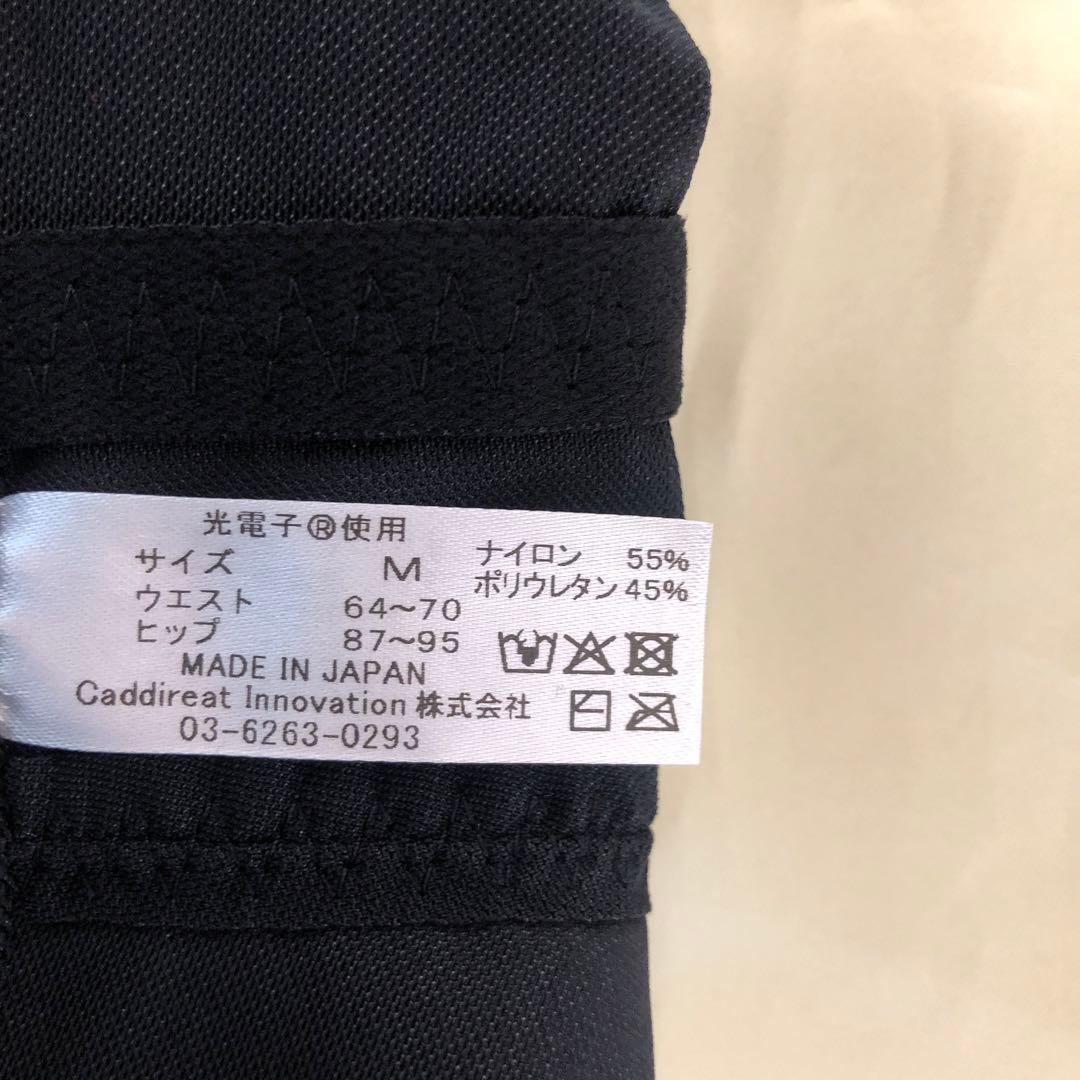 光電子®使用
サイズ M
ウエスト 64～70
ヒップ 87～95
MADE IN JAPAN
Caddireat Innovation 株式会社
03-6263-0293
ナイロン 55%
ポリウレタン 45%